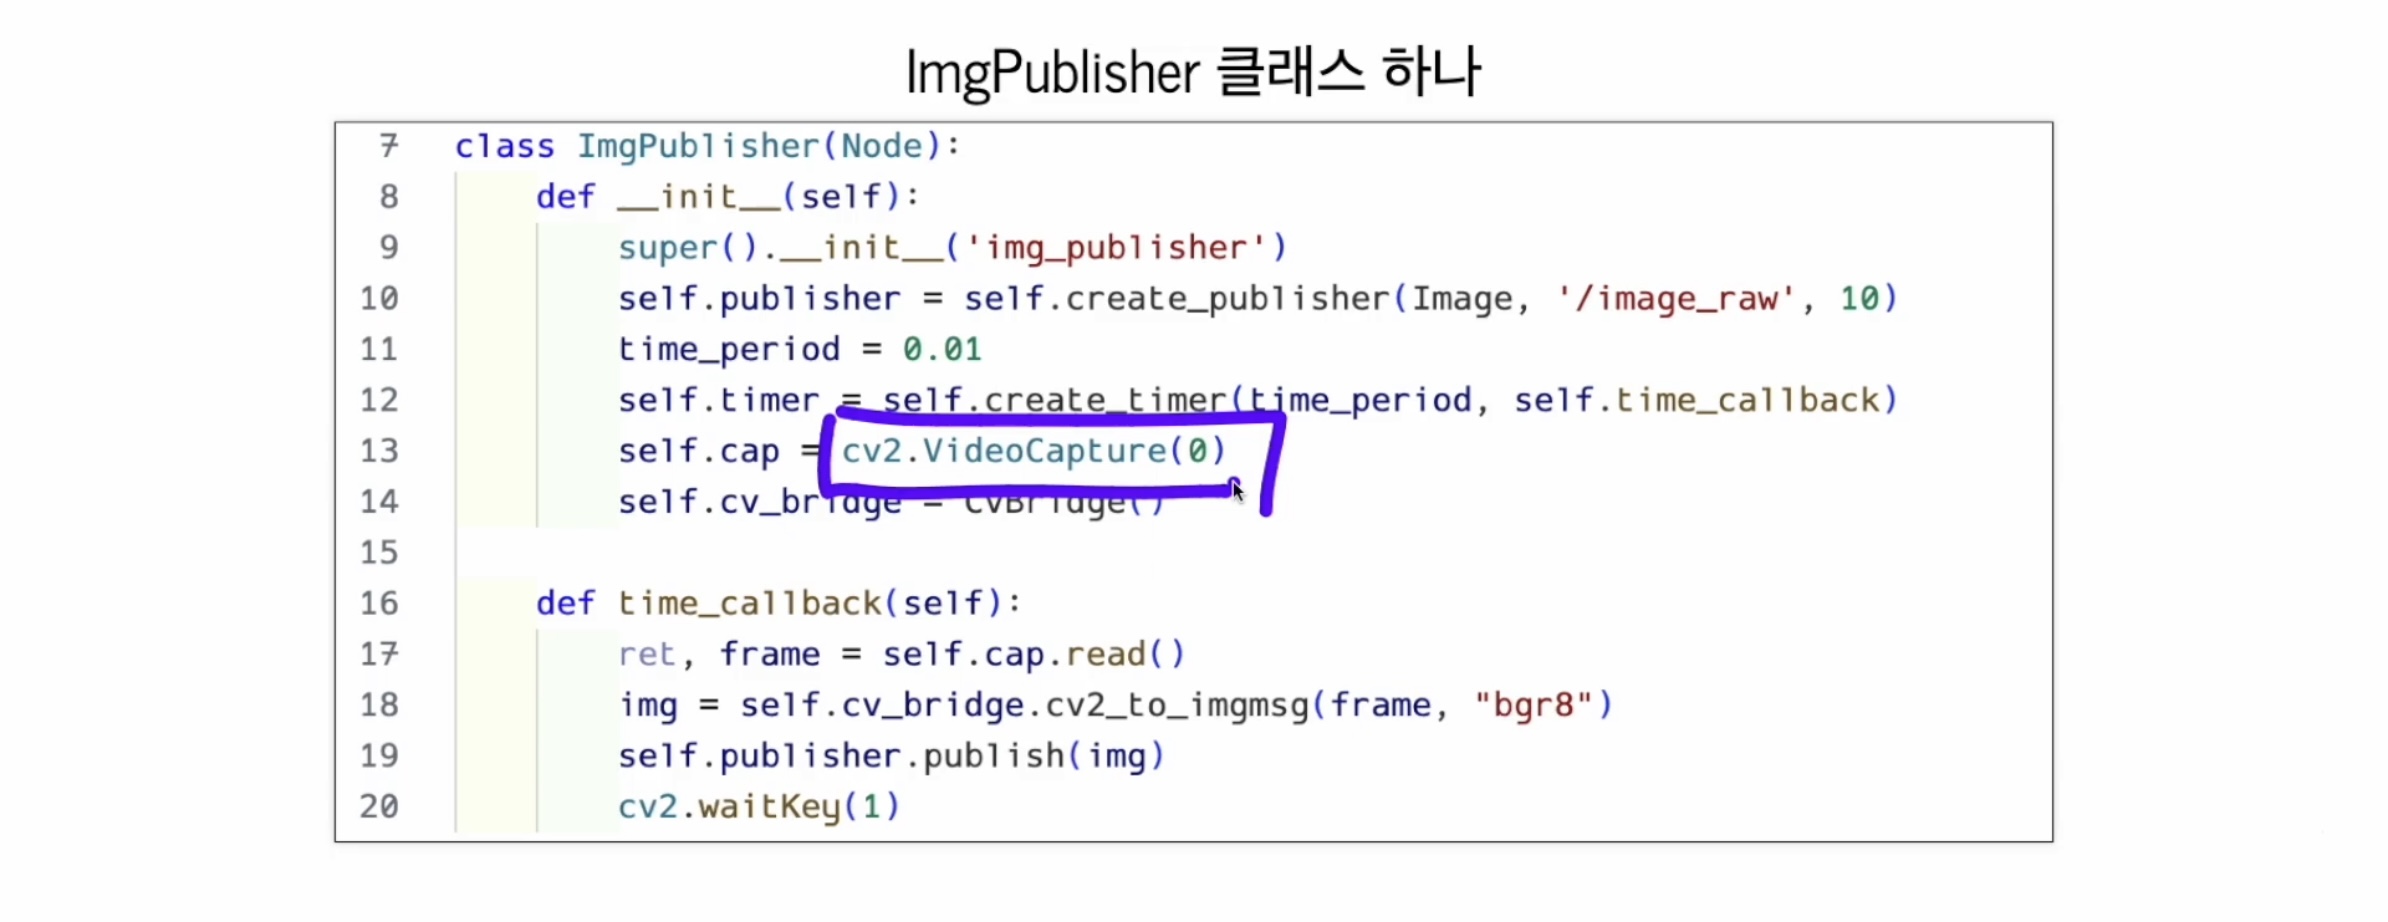 ImgPublisher 클래스 하나
7 class ImgPublisher(Node):
8 def __init__(self):
9 super().__init__('img_publisher')
10 self.publisher = self.create_publisher(Image, '/image_raw', 10)
11 time_period = 0.01
12 self.timer = self.create_timer(time_period, self.time_callback)
13 self.cap = cv2.VideoCapture(0)
14 self.cv_bridge = CvBridge()
15
16 def time_callback(self):
17 ret, frame = self.cap.read()
18 img = self.cv_bridge.cv2_to_imgmsg(frame, "bgr8")
19 self.publisher.publish(img)
20 cv2.waitKey(1)